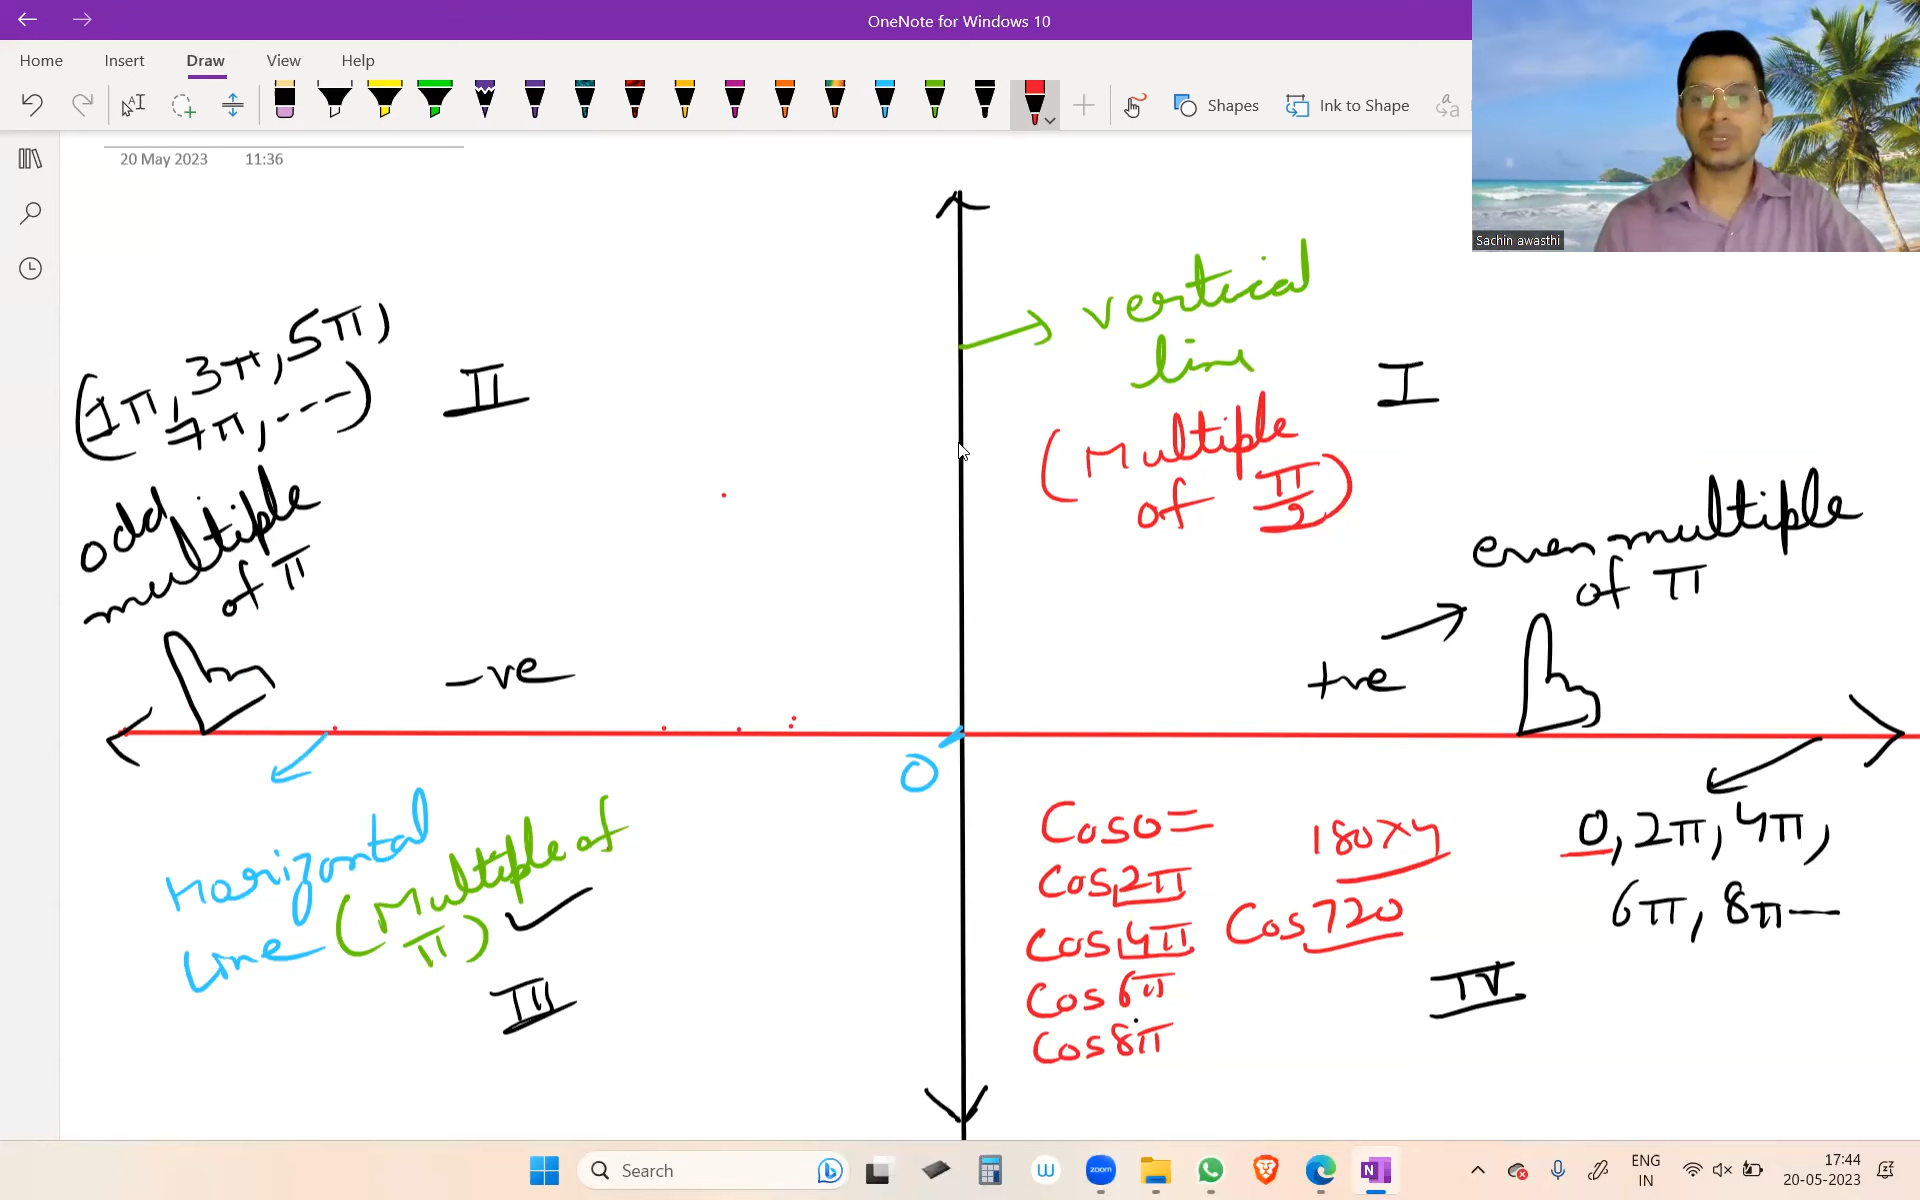 OneNote for Windows 10
Home Insert Draw View Help
Shapes Ink to Shape
20 May 2023 11:36
Sachin awasthi
(1π, 3π, 5π,
7π, ---)
II
odd
multiple
of π
-ve
vertical
line
(Multiple
of π/2)
I
even multiple
of π
+ve
O
Horizontal
Line (Multiple of
π)
III
Cos0=
Cos2π
Cos4π
Cos6π
Cos8π
180×4
Cos720
0, 2π, 4π,
6π, 8π—
IV
Search
zoom
ENG
IN
17:44
20-05-2023